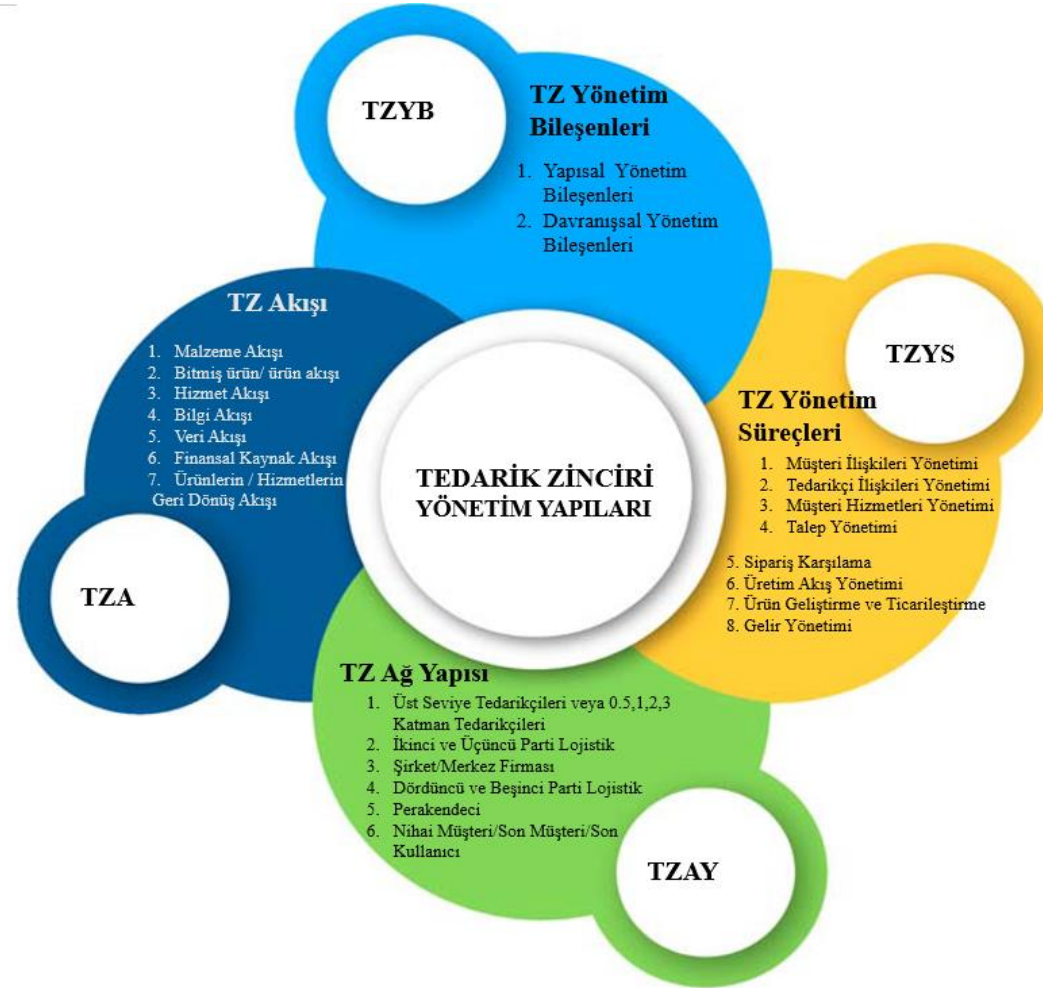 TZYB
TZ Yönetim
Bileşenleri
1. Yapısal Yönetim
Bileşenleri
2. Davranışsal Yönetim
Bileşenleri
TZ Akışı
1. Malzeme Akışı
2. Bitmiş ürün/ ürün akışı
3. Hizmet Akışı
4. Bilgi Akışı
5. Veri Akışı
6. Finansal Kaynak Akışı
7. Ürünlerin / Hizmetlerin
Geri Dönüş Akışı
TZA
TEDARİK ZİNCİRİ
YÖNETİM YAPILARI
TZYS
TZ Yönetim
Süreçleri
1. Müşteri İlişkileri Yönetimi
2. Tedarikçi İlişkileri Yönetimi
3. Müşteri Hizmetleri Yönetimi
4. Talep Yönetimi
5. Sipariş Karşılama
6. Üretim Akış Yönetimi
7. Ürün Geliştirme ve Ticarileştirme
8. Gelir Yönetimi
TZ Ağ Yapısı
1. Üst Seviye Tedarikçileri veya 0.5,1,2,3
Katman Tedarikçileri
2. İkinci ve Üçüncü Parti Lojistik
3. Şirket/Merkez Firması
4. Dördüncü ve Beşinci Parti Lojistik
5. Perakendeci
6. Nihai Müşteri/Son Müşteri/Son
Kullanıcı
TZAY